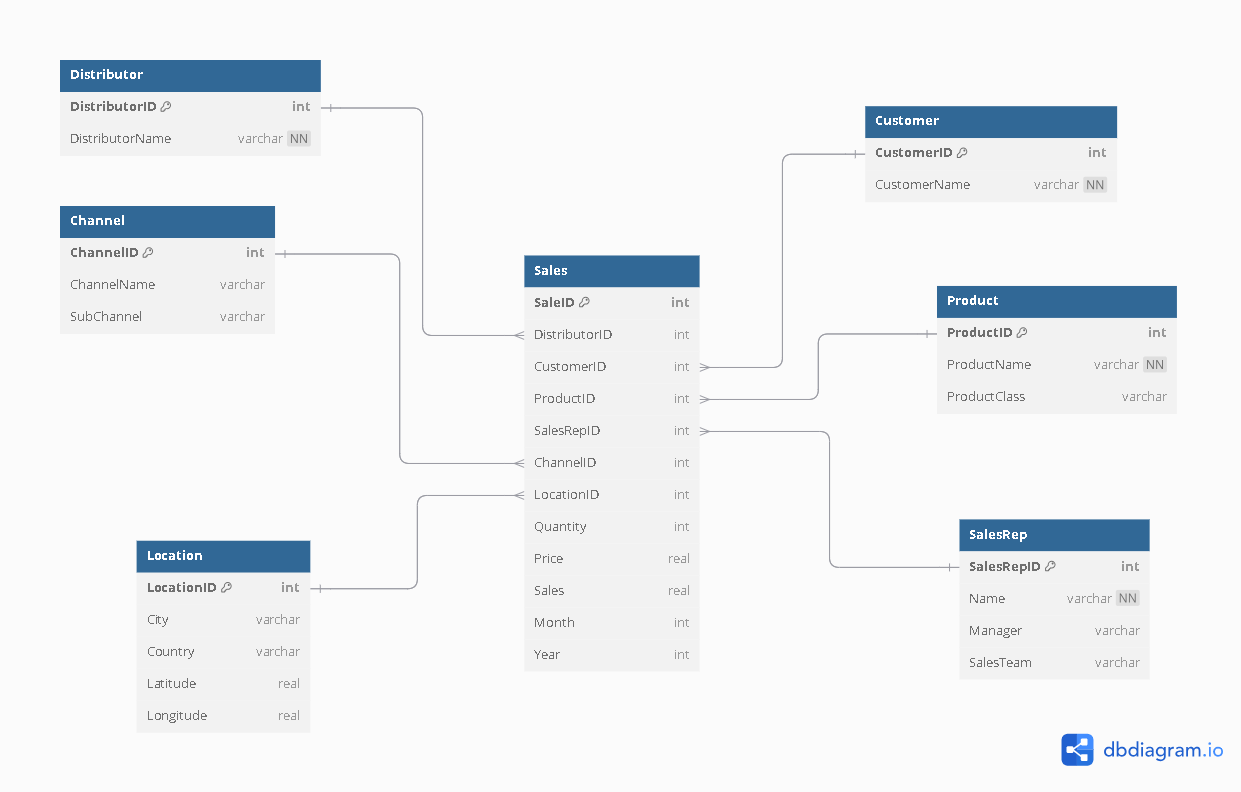 Distributor
DistributorID int
DistributorName varchar NN
Channel
ChannelID int
ChannelName varchar
SubChannel varchar
Location
LocationID int
City varchar
Country varchar
Latitude real
Longitude real
Sales
SaleID int
DistributorID int
CustomerID int
ProductID int
SalesRepID int
ChannelID int
LocationID int
Quantity int
Price real
Sales real
Month int
Year int
Customer
CustomerID int
CustomerName varchar NN
Product
ProductID int
ProductName varchar NN
ProductClass varchar
SalesRep
SalesRepID int
Name varchar NN
Manager varchar
SalesTeam varchar
dbdiagram.io